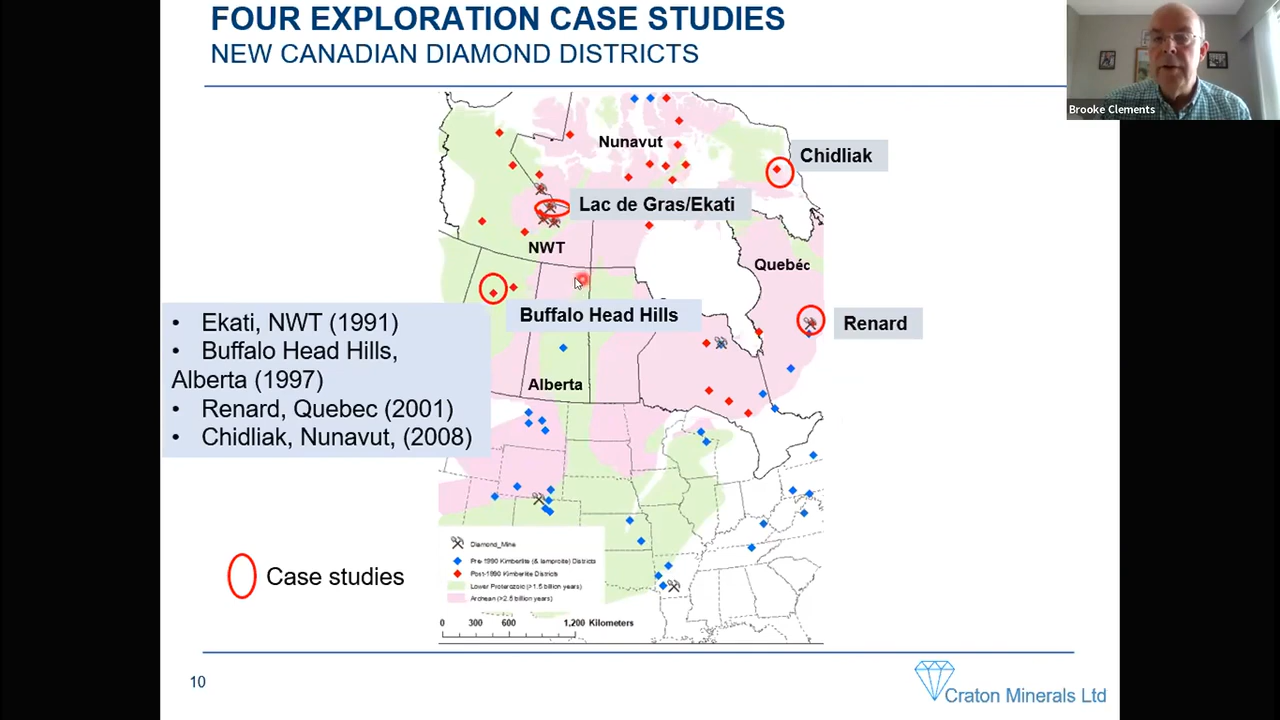 FOUR EXPLORATION CASE STUDIES
NEW CANADIAN DIAMOND DISTRICTS
Brooke Clements
Nunavut
Chidliak
Lac de Gras/Ekati
NWT
Quebéc
Buffalo Head Hills
Renard
• Ekati, NWT (1991)
• Buffalo Head Hills,
Alberta (1997)
• Renard, Quebec (2001)
• Chidliak, Nunavut, (2008)
Alberta
Case studies
Diamond_Mine
Pre-1990 Kimberlite (& lamproite) Districts
Post-1990 Kimberlite Districts
Lower Proterozoic (>1.5 billion years)
Archean (>2.5 billion years)
0 300 600 1,200 Kilometers
10
Craton Minerals Ltd